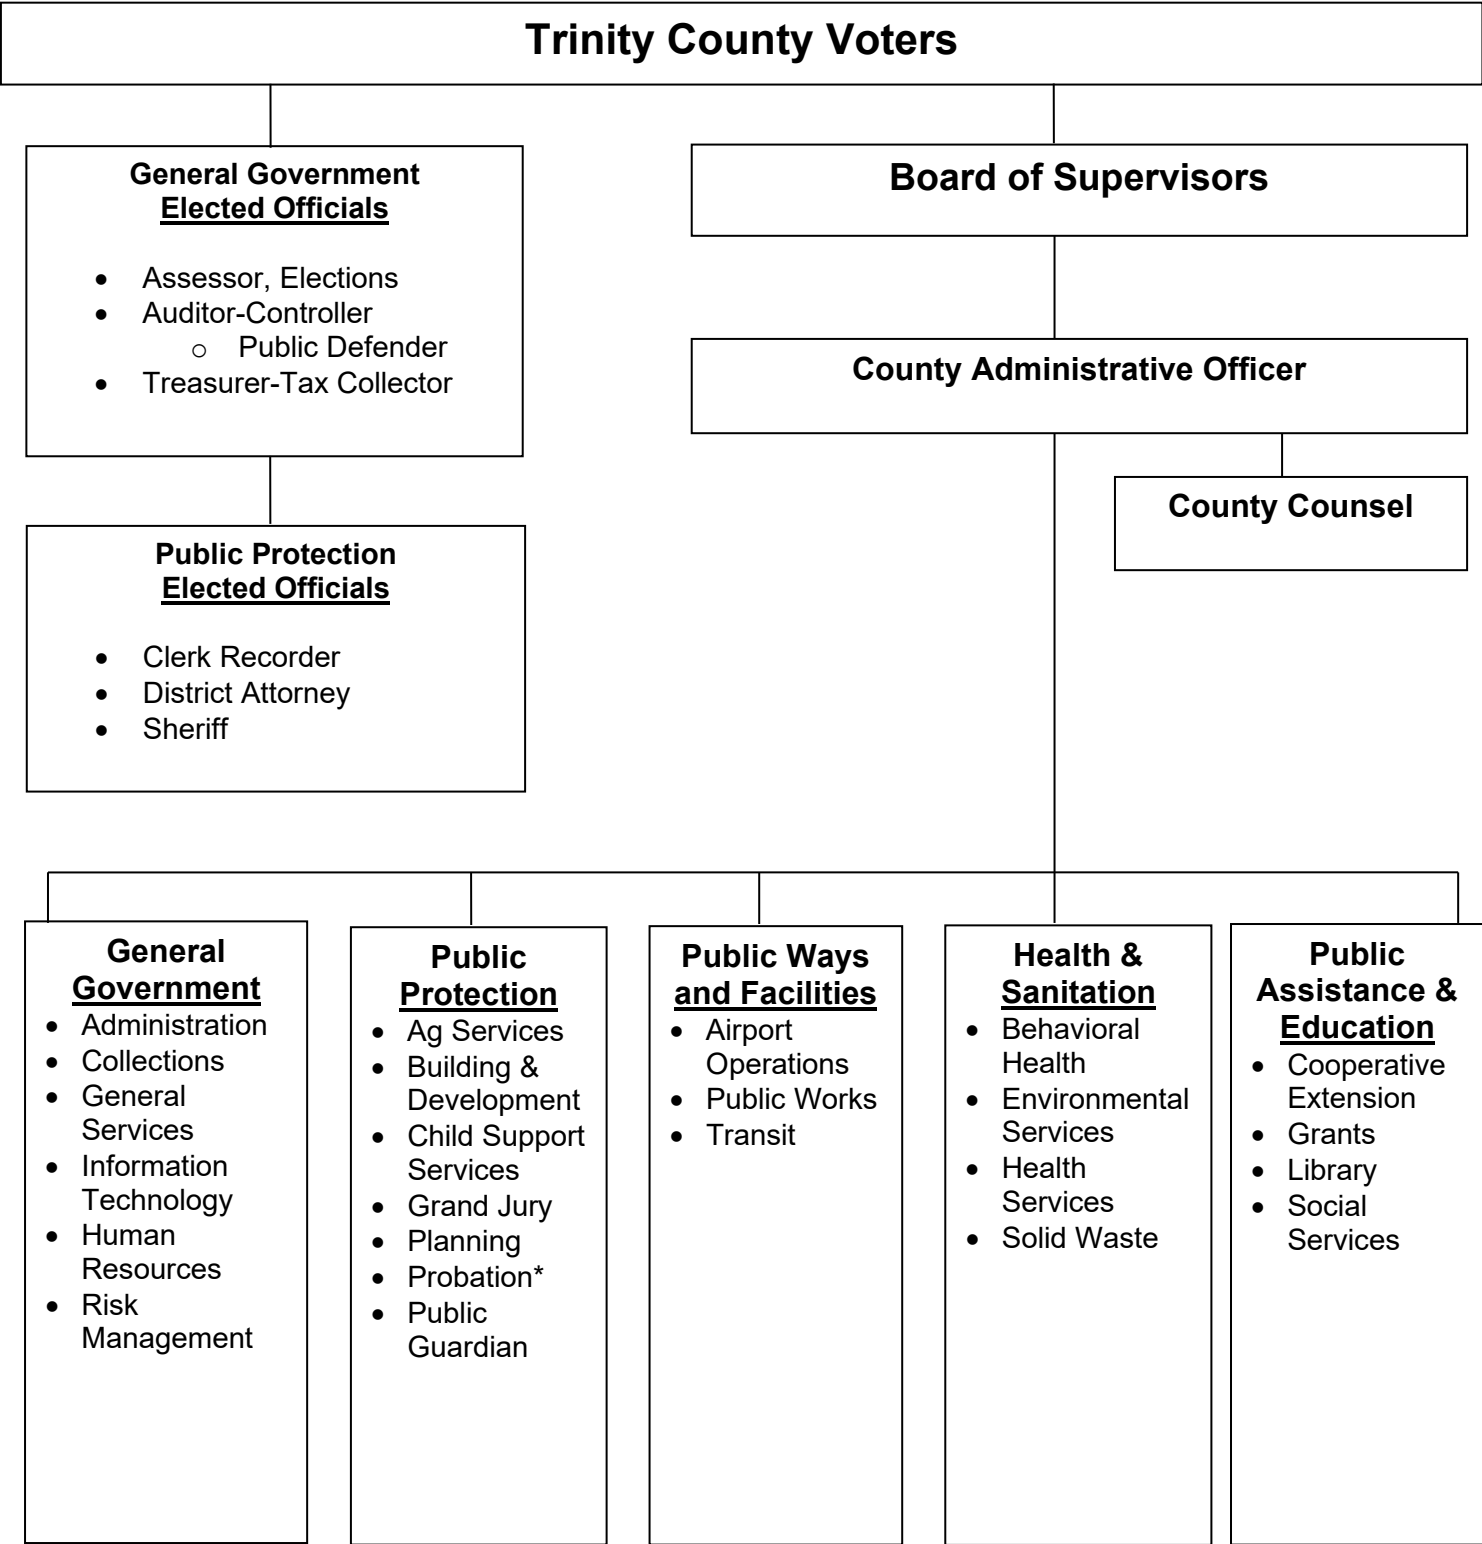 Trinity County Voters
General Government
Elected Officials
• Assessor, Elections
• Auditor-Controller
o Public Defender
• Treasurer-Tax Collector
Board of Supervisors
County Administrative Officer
County Counsel
Public Protection
Elected Officials
• Clerk Recorder
• District Attorney
• Sheriff
General
Government
• Administration
• Collections
• General
Services
• Information
Technology
• Human
Resources
• Risk
Management
Public
Protection
• Ag Services
• Building &
Development
• Child Support
Services
• Grand Jury
• Planning
• Probation*
• Public
Guardian
Public Ways
and Facilities
• Airport
Operations
• Public Works
• Transit
Health &
Sanitation
• Behavioral
Health
• Environmental
Services
• Health
Services
• Solid Waste
Public
Assistance &
Education
• Cooperative
Extension
• Grants
• Library
• Social
Services